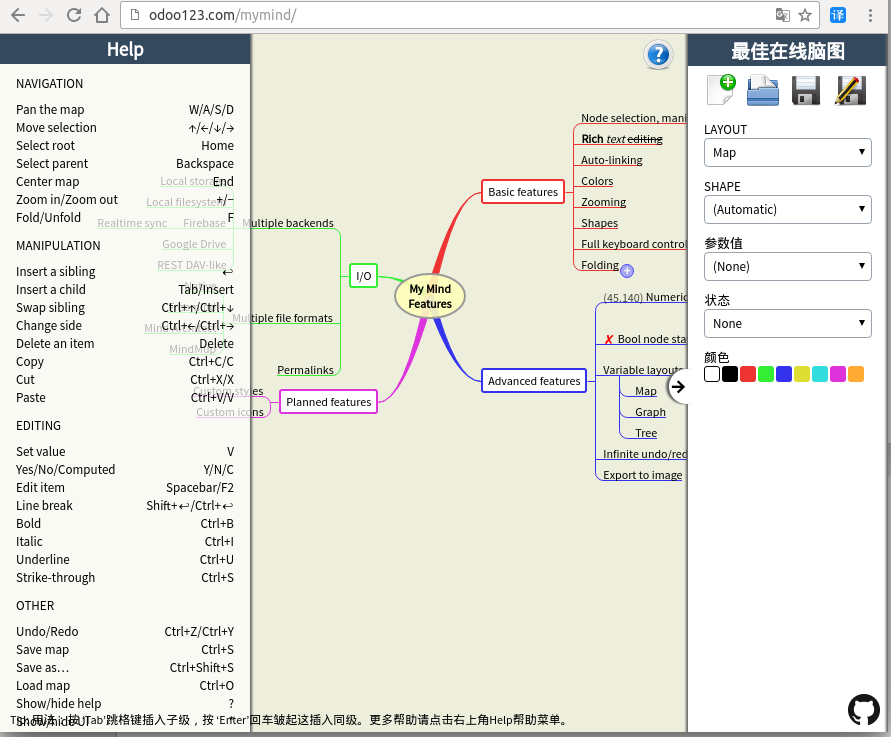 odoo123.com/mymind/
译
Help
NAVIGATION
Pan the map W/A/S/D
Move selection ↑/←/↓/→
Select root Home
Select parent Backspace
Center map End
Zoom in/Zoom out +/−
Fold/Unfold F
MANIPULATION
Insert a sibling ↩
Insert a child Tab/Insert
Swap sibling Ctrl+↑/Ctrl+↓
Change side Ctrl+←/Ctrl+→
Delete an item Delete
Copy Ctrl+C/C
Cut Ctrl+X/X
Paste Ctrl+V/V
EDITING
Set value V
Yes/No/Computed Y/N/C
Edit item Spacebar/F2
Line break Shift+↩/Ctrl+↩
Bold Ctrl+B
Italic Ctrl+I
Underline Ctrl+U
Strike-through Ctrl+S
OTHER
Undo/Redo Ctrl+Z/Ctrl+Y
Save map Ctrl+S
Save as… Ctrl+Shift+S
Load map Ctrl+O
Show/hide help ?
Show/hide UI
Local storage
Local filesystem
Realtime sync Firebase
Google Drive
REST DAV-like
MindMup
Custom styles
Custom icons
Multiple backends
I/O
Multiple file formats
Permalinks
Planned features
My Mind
Features
Basic features
Node selection, mani
Rich text editing
Auto-linking
Colors
Zooming
Shapes
Full keyboard control
Folding
+
Advanced features
(45,140) Numeric
✗ Bool node sta
Variable layouts
Map
Graph
Tree
Infinite undo/red
Export to image
?
→
最佳在线脑图
LAYOUT
Map
SHAPE
(Automatic)
参数值
(None)
状态
None
颜色
'Tab'跳格键插入子级，按 'Enter'回车皱起这插入同级。更多帮助请点击右上角Help帮助菜单。